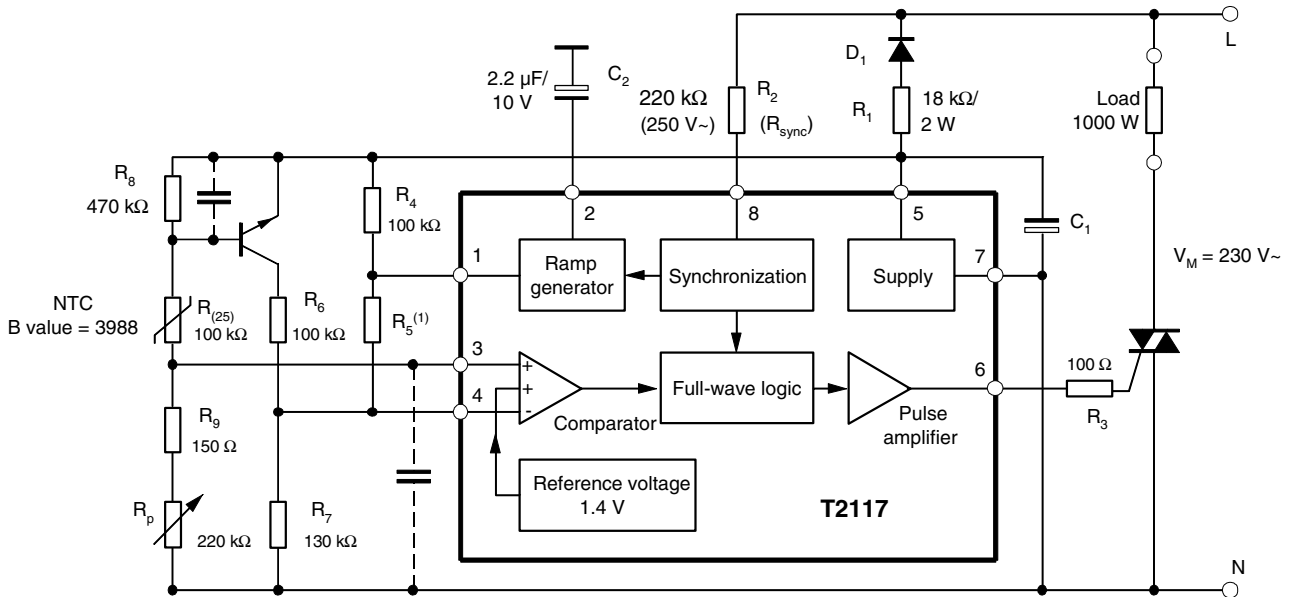 L
D₁
2.2 µF/
10 V
C₂
220 kΩ
(250 V~)
R₂
(Rsync)
R₁
18 kΩ/
2 W
Load
1000 W
R₈
470 kΩ
R₄
100 kΩ
2
8
5
C₁
1
Ramp
generator
Synchronization
Supply
7
V_M = 230 V~
NTC
B value = 3988
R(25)
100 kΩ
R₆
100 kΩ
R₅(1)
3
4
+
+
-
Comparator
Full-wave logic
Pulse
amplifier
6
100 Ω
R₃
R₉
150 Ω
Reference voltage
1.4 V
T2117
Rp
220 kΩ
R₇
130 kΩ
N